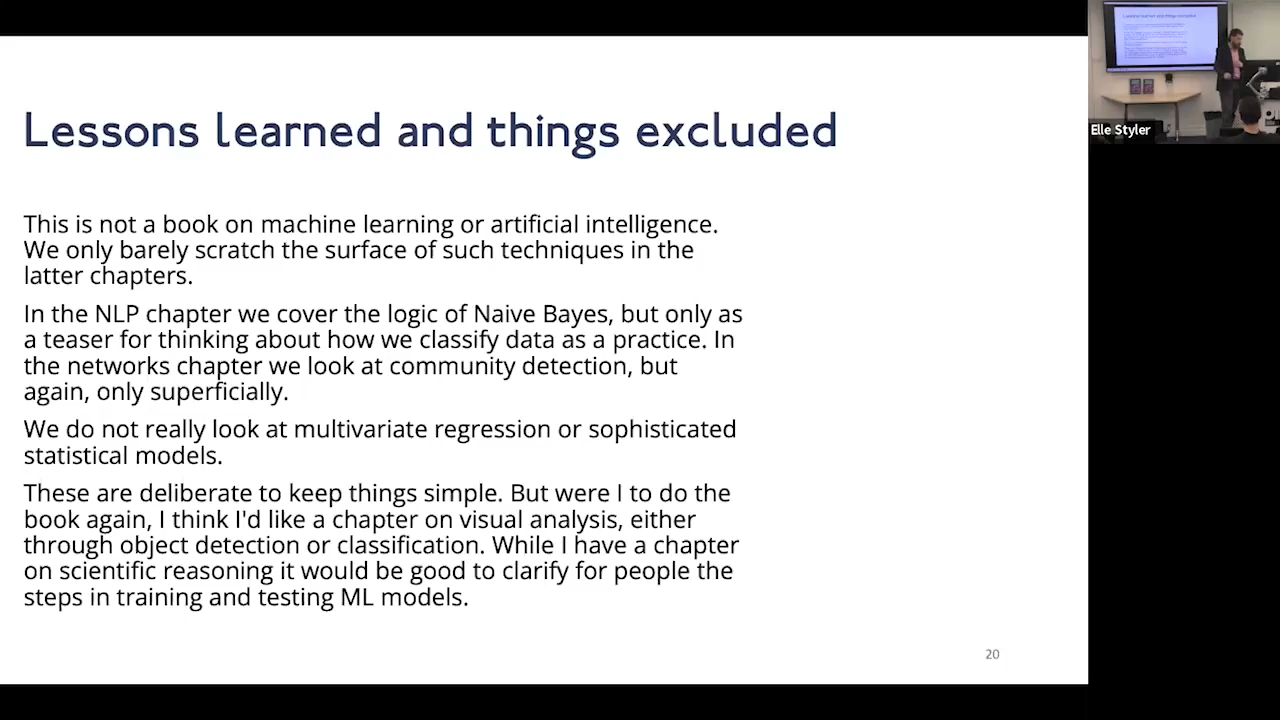 Lessons learned and things excluded
This is not a book on machine learning or artificial intelligence.
We only barely scratch the surface of such techniques in the
latter chapters.
In the NLP chapter we cover the logic of Naive Bayes, but only as
a teaser for thinking about how we classify data as a practice. In
the networks chapter we look at community detection, but
again, only superficially.
We do not really look at multivariate regression or sophisticated
statistical models.
These are deliberate to keep things simple. But were I to do the
book again, I think I'd like a chapter on visual analysis, either
through object detection or classification. While I have a chapter
on scientific reasoning it would be good to clarify for people the
steps in training and testing ML models.
20
Elle Styler